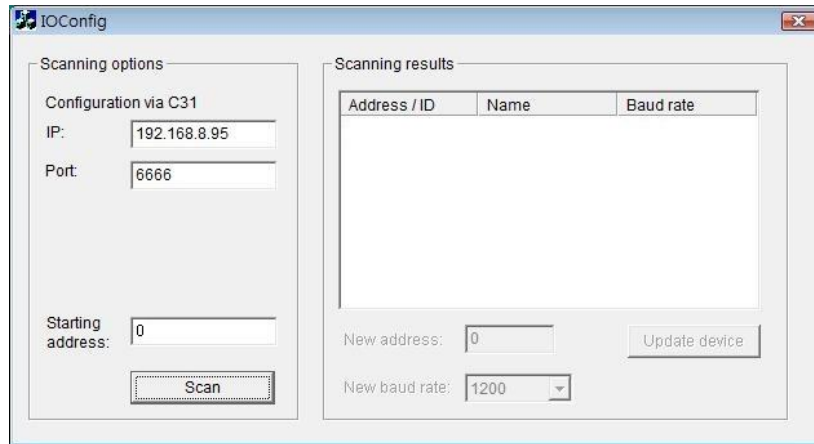 IOConfig
Scanning options
Configuration via C31
IP: 192.168.8.95
Port: 6666
Starting
address: 0
Scan
Scanning results
Address / ID Name Baud rate
New address: 0 Update device
New baud rate: 1200